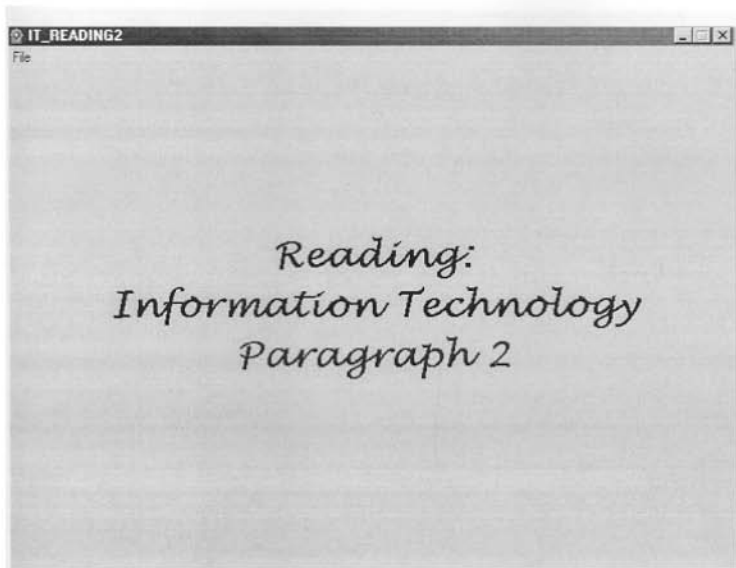 IT_READING2
File
Reading:
Information Technology
Paragraph 2